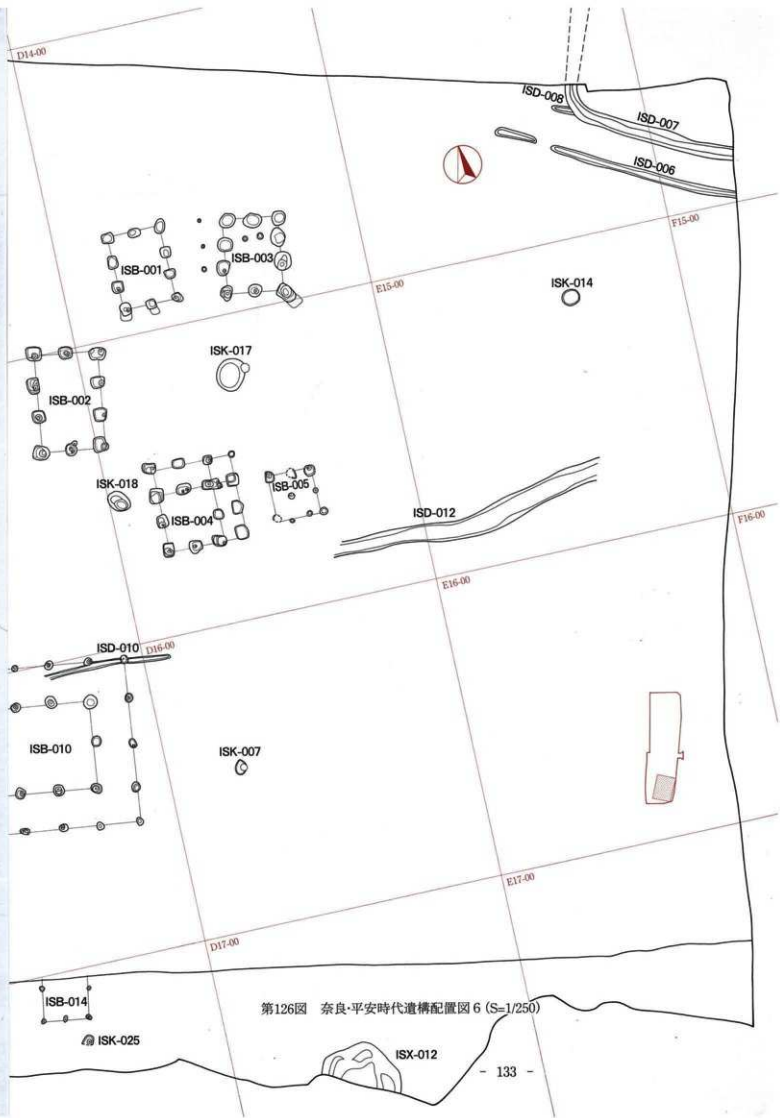 D14-00
ISD-008
ISD-007
ISD-006
F15-00
ISB-001
ISB-003
E15-00
ISK-014
ISK-017
ISB-002
ISK-018
ISB-004
ISB-005
ISD-012
F16-00
E16-00
ISD-010
D16-00
ISB-010
ISK-007
E17-00
D17-00
ISB-014
第126図 奈良・平安時代遺構配置図 6 (S=1/250)
ISK-025
ISX-012
- 133 -